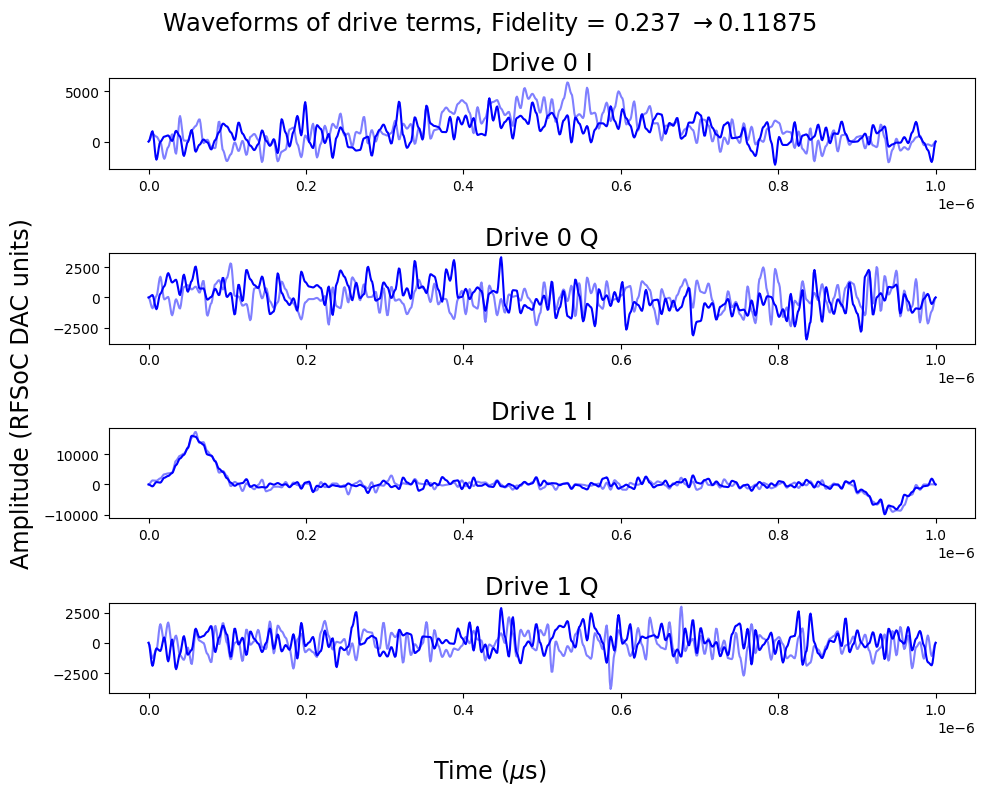 Waveforms of drive terms, Fidelity = 0.237 →0.11875
Drive 0 I
5000
0
0.0 0.2 0.4 0.6 0.8 1.0
1e−6
Drive 0 Q
2500
0
−2500
0.0 0.2 0.4 0.6 0.8 1.0
1e−6
Amplitude (RFSoC DAC units)
Drive 1 I
10000
0
−10000
0.0 0.2 0.4 0.6 0.8 1.0
1e−6
Drive 1 Q
2500
0
−2500
0.0 0.2 0.4 0.6 0.8 1.0
1e−6
Time (μs)